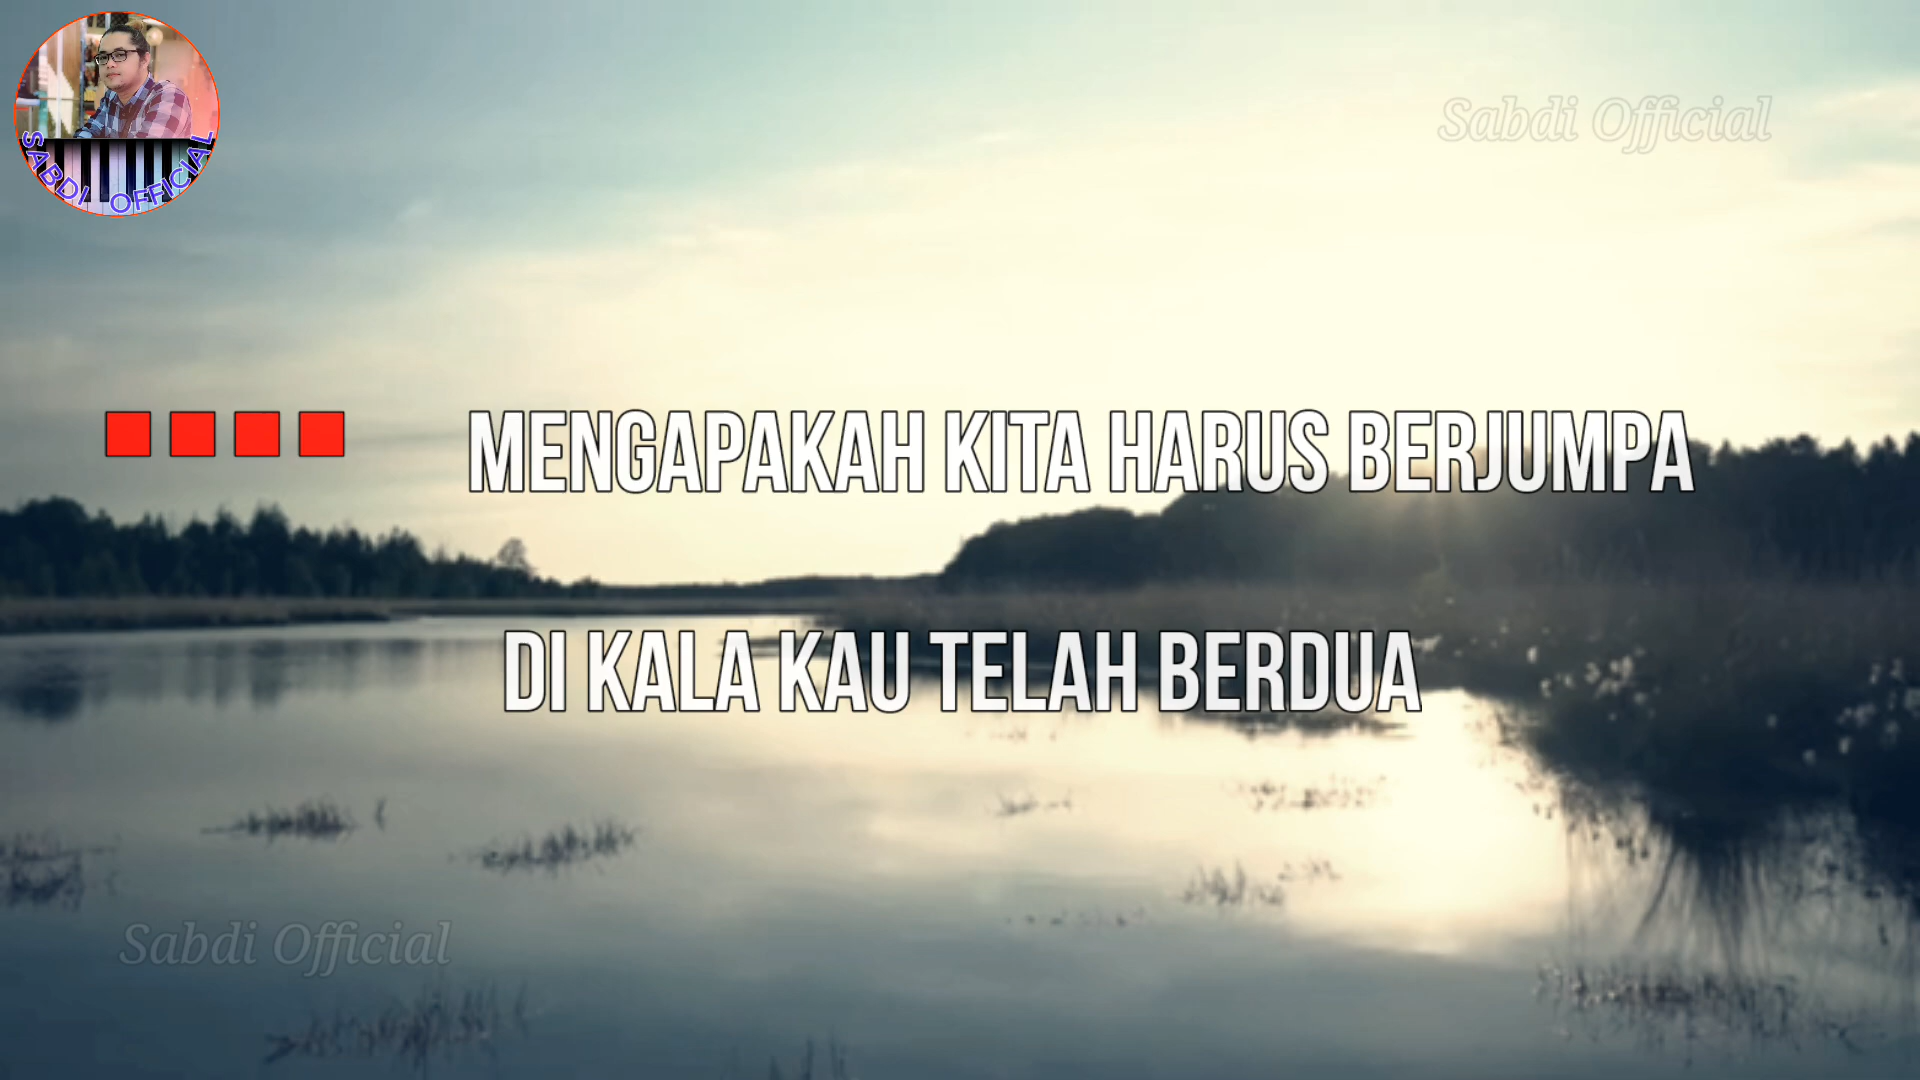 SABDI OFFICIAL
Sabdi Official
MENGAPAKAH KITA HARUS BERJUMPA
DI KALA KAU TELAH BERDUA
Sabdi Official